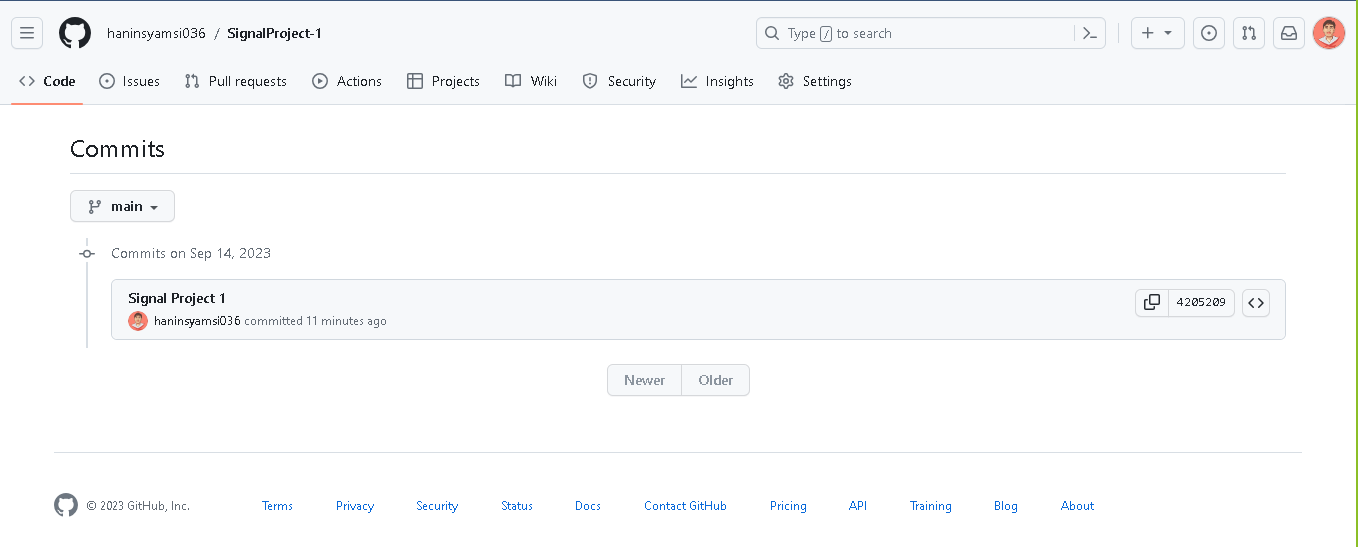 haninsyamsi036 / SignalProject-1
Type / to search
Code Issues Pull requests Actions Projects Wiki Security Insights Settings
Commits
main
Commits on Sep 14, 2023
Signal Project 1
4205209
haninsyamsi036 committed 11 minutes ago
Newer Older
© 2023 GitHub, Inc. Terms Privacy Security Status Docs Contact GitHub Pricing API Training Blog About